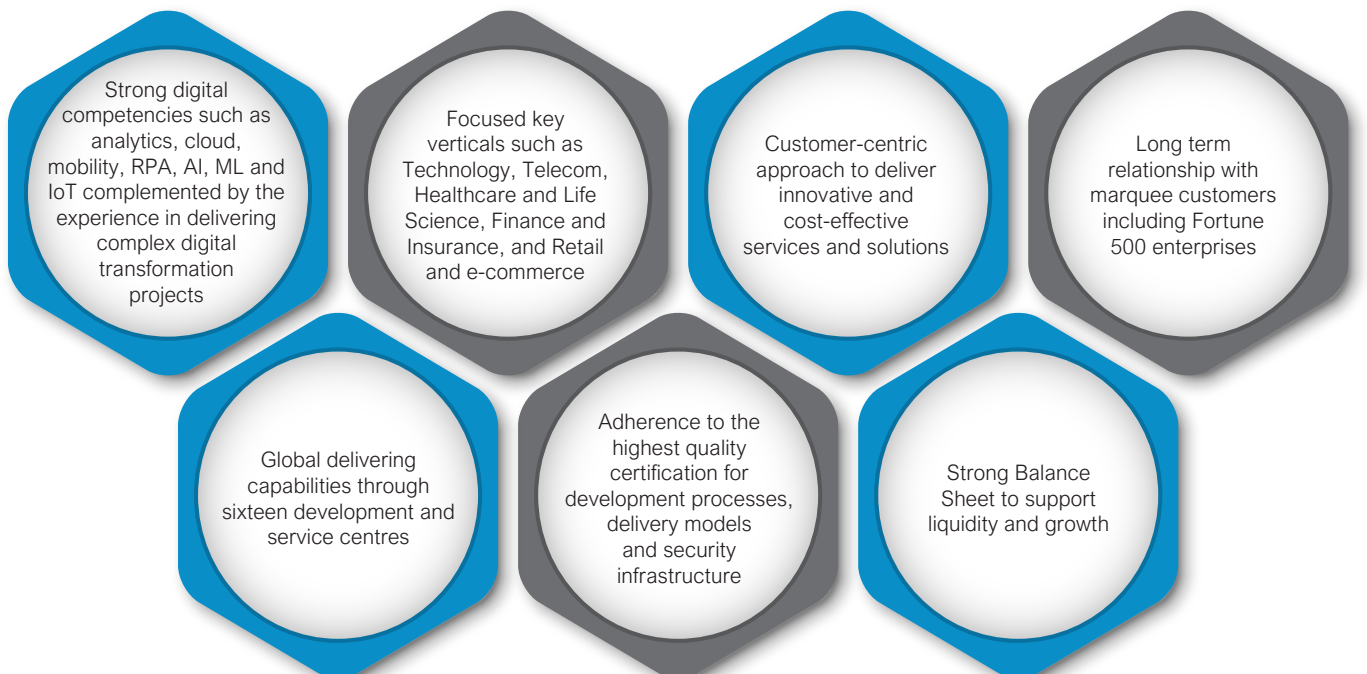 Strong digital
competencies such as
analytics, cloud,
mobility, RPA, AI, ML and
IoT complemented by the
experience in delivering
complex digital
transformation
projects
Focused key
verticals such as
Technology, Telecom,
Healthcare and Life
Science, Finance and
Insurance, and Retail
and e-commerce
Customer-centric
approach to deliver
innovative and
cost-effective
services and solutions
Long term
relationship with
marquee customers
including Fortune
500 enterprises
Global delivering
capabilities through
sixteen development and
service centres
Adherence to the
highest quality
certification for
development processes,
delivery models
and security
infrastructure
Strong Balance
Sheet to support
liquidity and growth